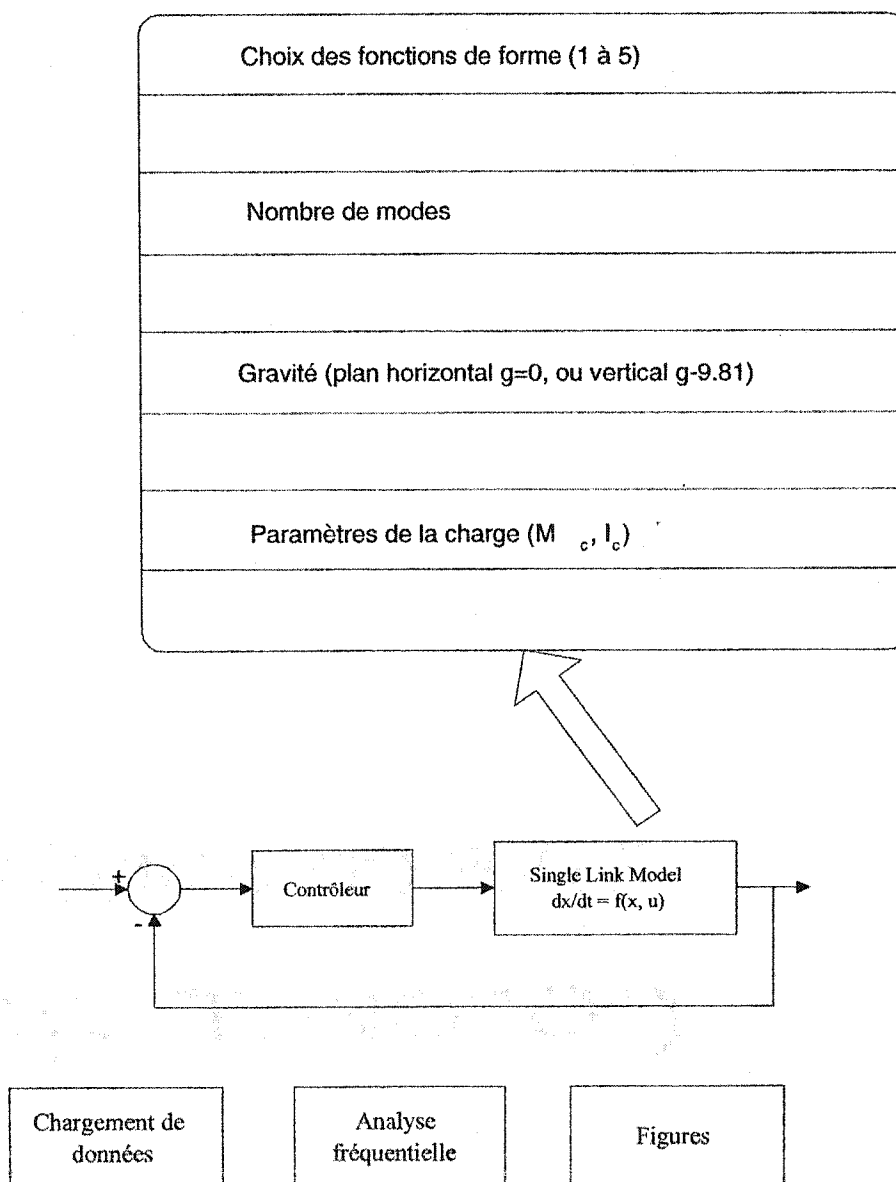 Choix des fonctions de forme (1 à 5)
Nombre de modes
Gravité (plan horizontal g=0, ou vertical g-9.81)
Paramètres de la charge (M c, I c)
+
-
Contrôleur
Single Link Model
dx/dt = f(x, u)
Chargement de
données
Analyse
fréquentielle
Figures